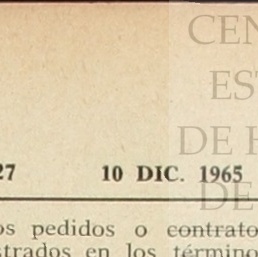 CEN
ES
DE H
27 10 DIC. 1965
DE
os pedidos o contrato
strados en los término